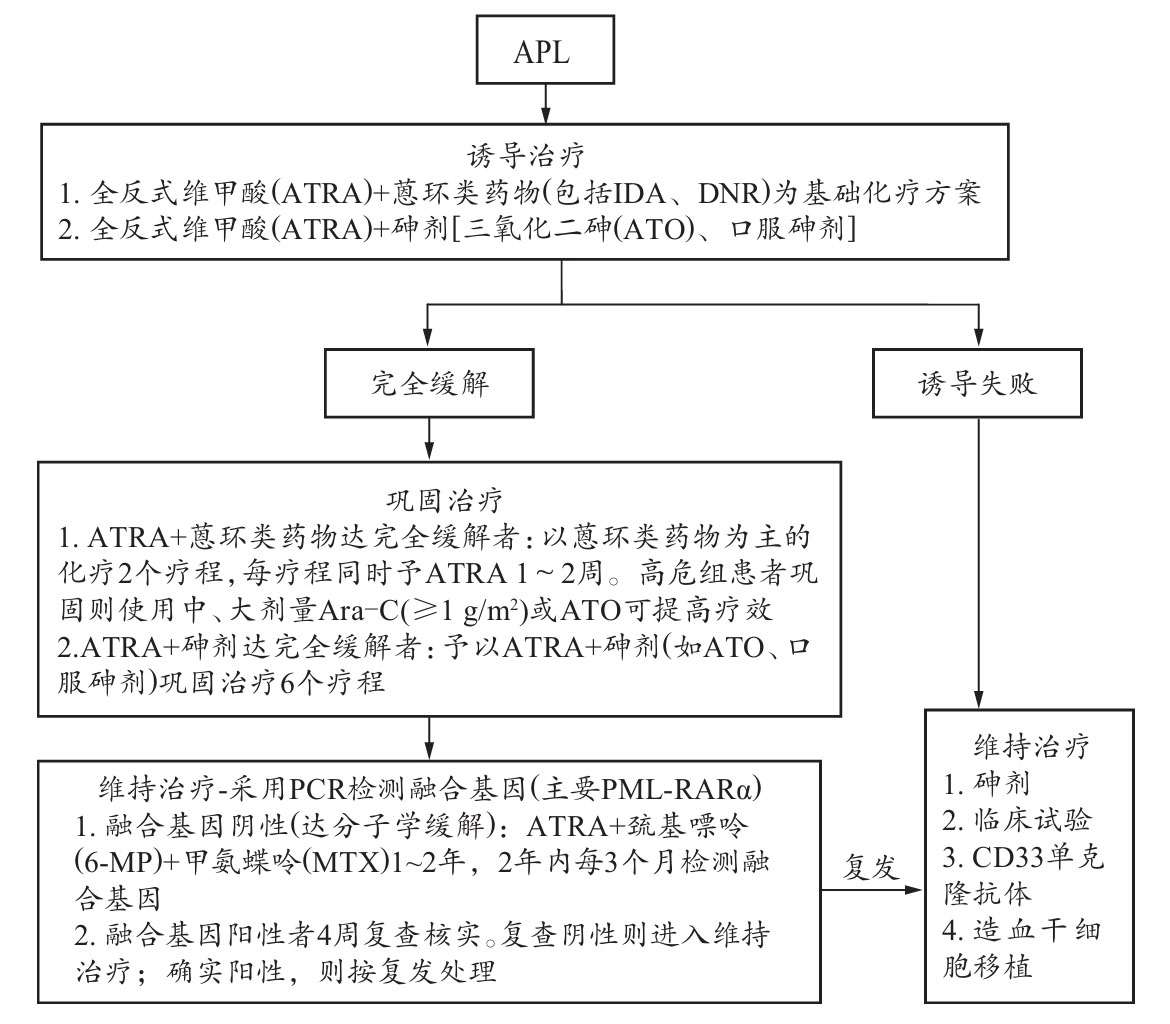 APL
诱导治疗
1. 全反式维甲酸(ATRA)+蒽环类药物(包括IDA、DNR)为基础化疗方案
2. 全反式维甲酸(ATRA)+砷剂[三氧化二砷(ATO)、口服砷剂]
完全缓解
诱导失败
巩固治疗
1. ATRA+蒽环类药物达完全缓解者：以蒽环类药物为主的
化疗2个疗程，每疗程同时予ATRA 1~2周。高危组患者巩
固则使用中、大剂量Ara-C(≥1 g/m²)或ATO可提高疗效
2.ATRA+砷剂达完全缓解者：予以ATRA+砷剂(如ATO、口
服砷剂)巩固治疗6个疗程
维持治疗-采用PCR检测融合基因(主要PML-RARα)
1. 融合基因阴性(达分子学缓解)：ATRA+巯基嘌呤
(6-MP)+甲氨蝶呤(MTX)1~2年，2年内每3个月检测融
合基因
2. 融合基因阳性者4周复查核实。复查阴性则进入维持
治疗；确实阳性，则按复发处理
复发
维持治疗
1. 砷剂
2. 临床试验
3. CD33单克
隆抗体
4. 造血干细
胞移植